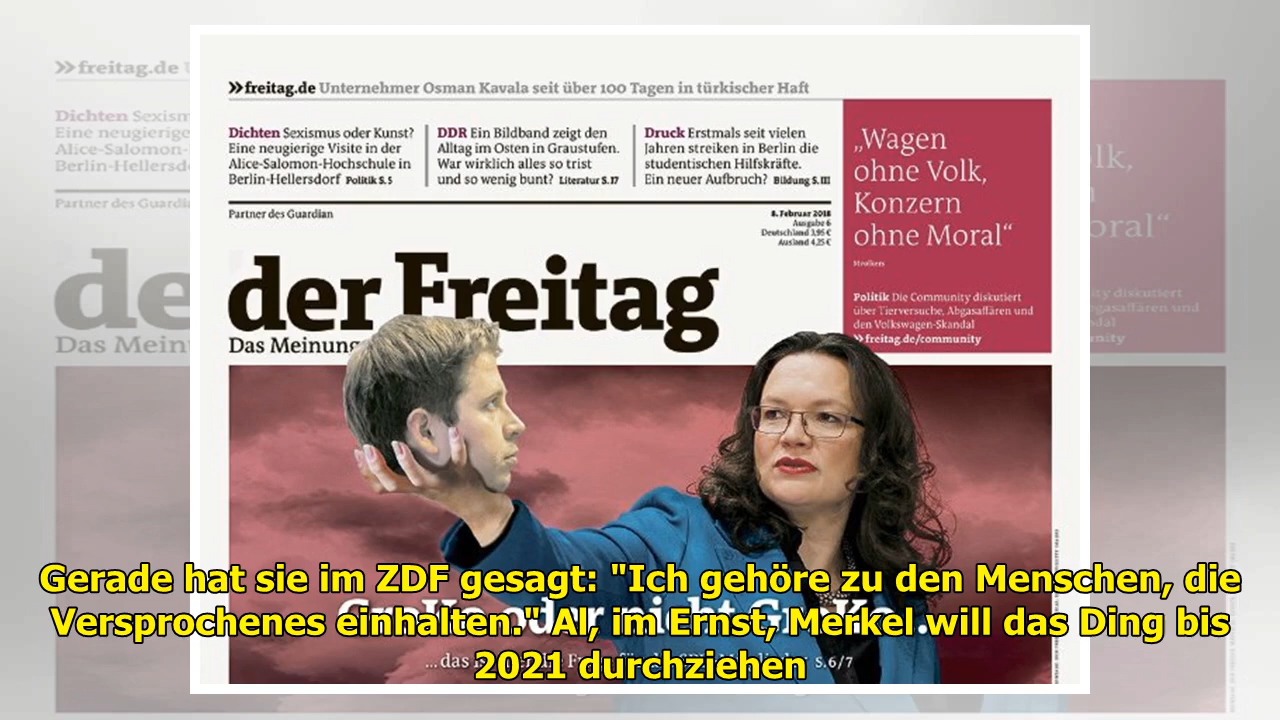 »freitag.de Unternehmer Osman Kavala seit über 100 Tagen in türkischer Haft
Dichten Sexismus oder Kunst?
Eine neugierige Visite in der
Alice-Salomon-Hochschule in
Berlin-Hellersdorf Politik S.5
DDR Ein Bildband zeigt den
Alltag im Osten in Graustufen.
War wirklich alles so trist
und so wenig bunt? Literatur S.17
Druck Erstmals seit vielen
Jahren streiken in Berlin die
studentischen Hilfskräfte.
Ein neuer Aufbruch? Bildung S.III
„Wagen
ohne Volk,
Konzern
ohne Moral“
Politik Die Community diskutiert
über Tierversuche, Abgasaffären und
den Volkswagen-Skandal
»freitag.de/community
Partner des Guardian
8. Februar 2018
Ausgabe 6
Deutschland 3,95 €
Ausland 4,25 €
der Freitag
Das Meinung
GroKo oder nicht GroKo.
...das
S.6/7
Gerade hat sie im ZDF gesagt: "Ich gehöre zu den Menschen, die
Versprochenes einhalten." Al, im Ernst, Merkel will das Ding bis
2021 durchziehen